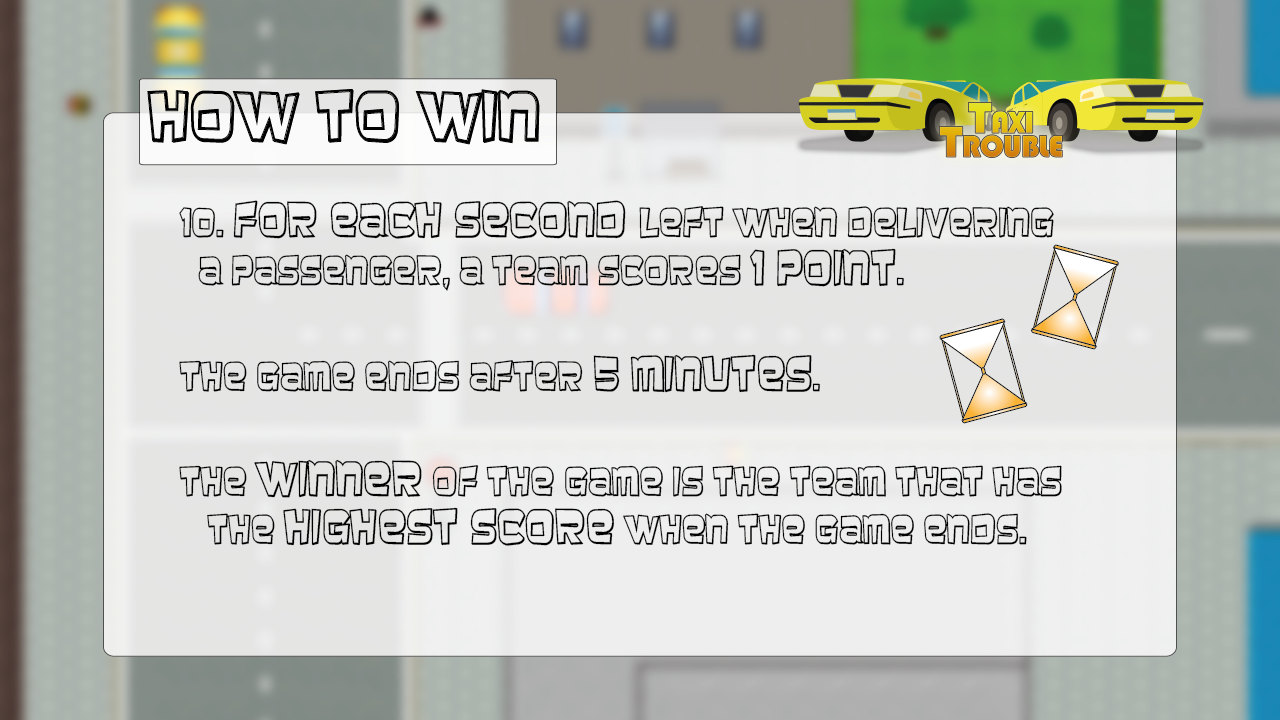 HOW TO WIN
TAXI
TROUBLE
10. FOR EACH SECOND LEFT WHEN DELIVERING
A PASSENGER, A TEAM SCORES 1 POINT.
THE GAME ENDS AFTER 5 MINUTES.
THE WINNER OF THE GAME IS THE TEAM THAT HAS
THE HIGHEST SCORE WHEN THE GAME ENDS.